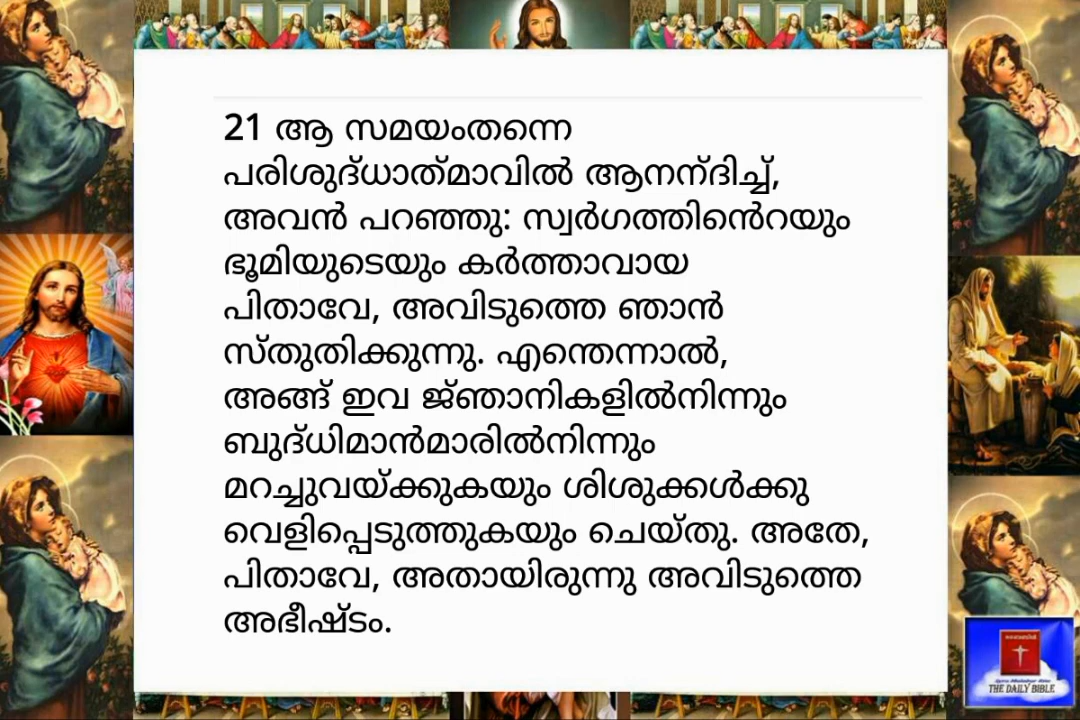 21 ആ സമയംതന്നെ
പരിശുദ്ധാത്മാവിൽ ആനന്ദിച്ച്,
അവൻ പറഞ്ഞു: സ്വർഗത്തിൻെറയും
ഭൂമിയുടെയും കർത്താവായ
പിതാവേ, അവിടുത്തെ ഞാൻ
സ്തുതിക്കുന്നു. എന്തെന്നാൽ,
അങ്ങ് ഇവ ജ്ഞാനികളിൽനിന്നും
ബുദ്ധിമാൻമാരിൽനിന്നും
മറച്ചുവയ്ക്കുകയും ശിശുക്കൾക്കു
വെളിപ്പെടുത്തുകയും ചെയ്തു. അതേ,
പിതാവേ, അതായിരുന്നു അവിടുത്തെ
അഭീഷ്ടം.
THE DAILY BIBLE